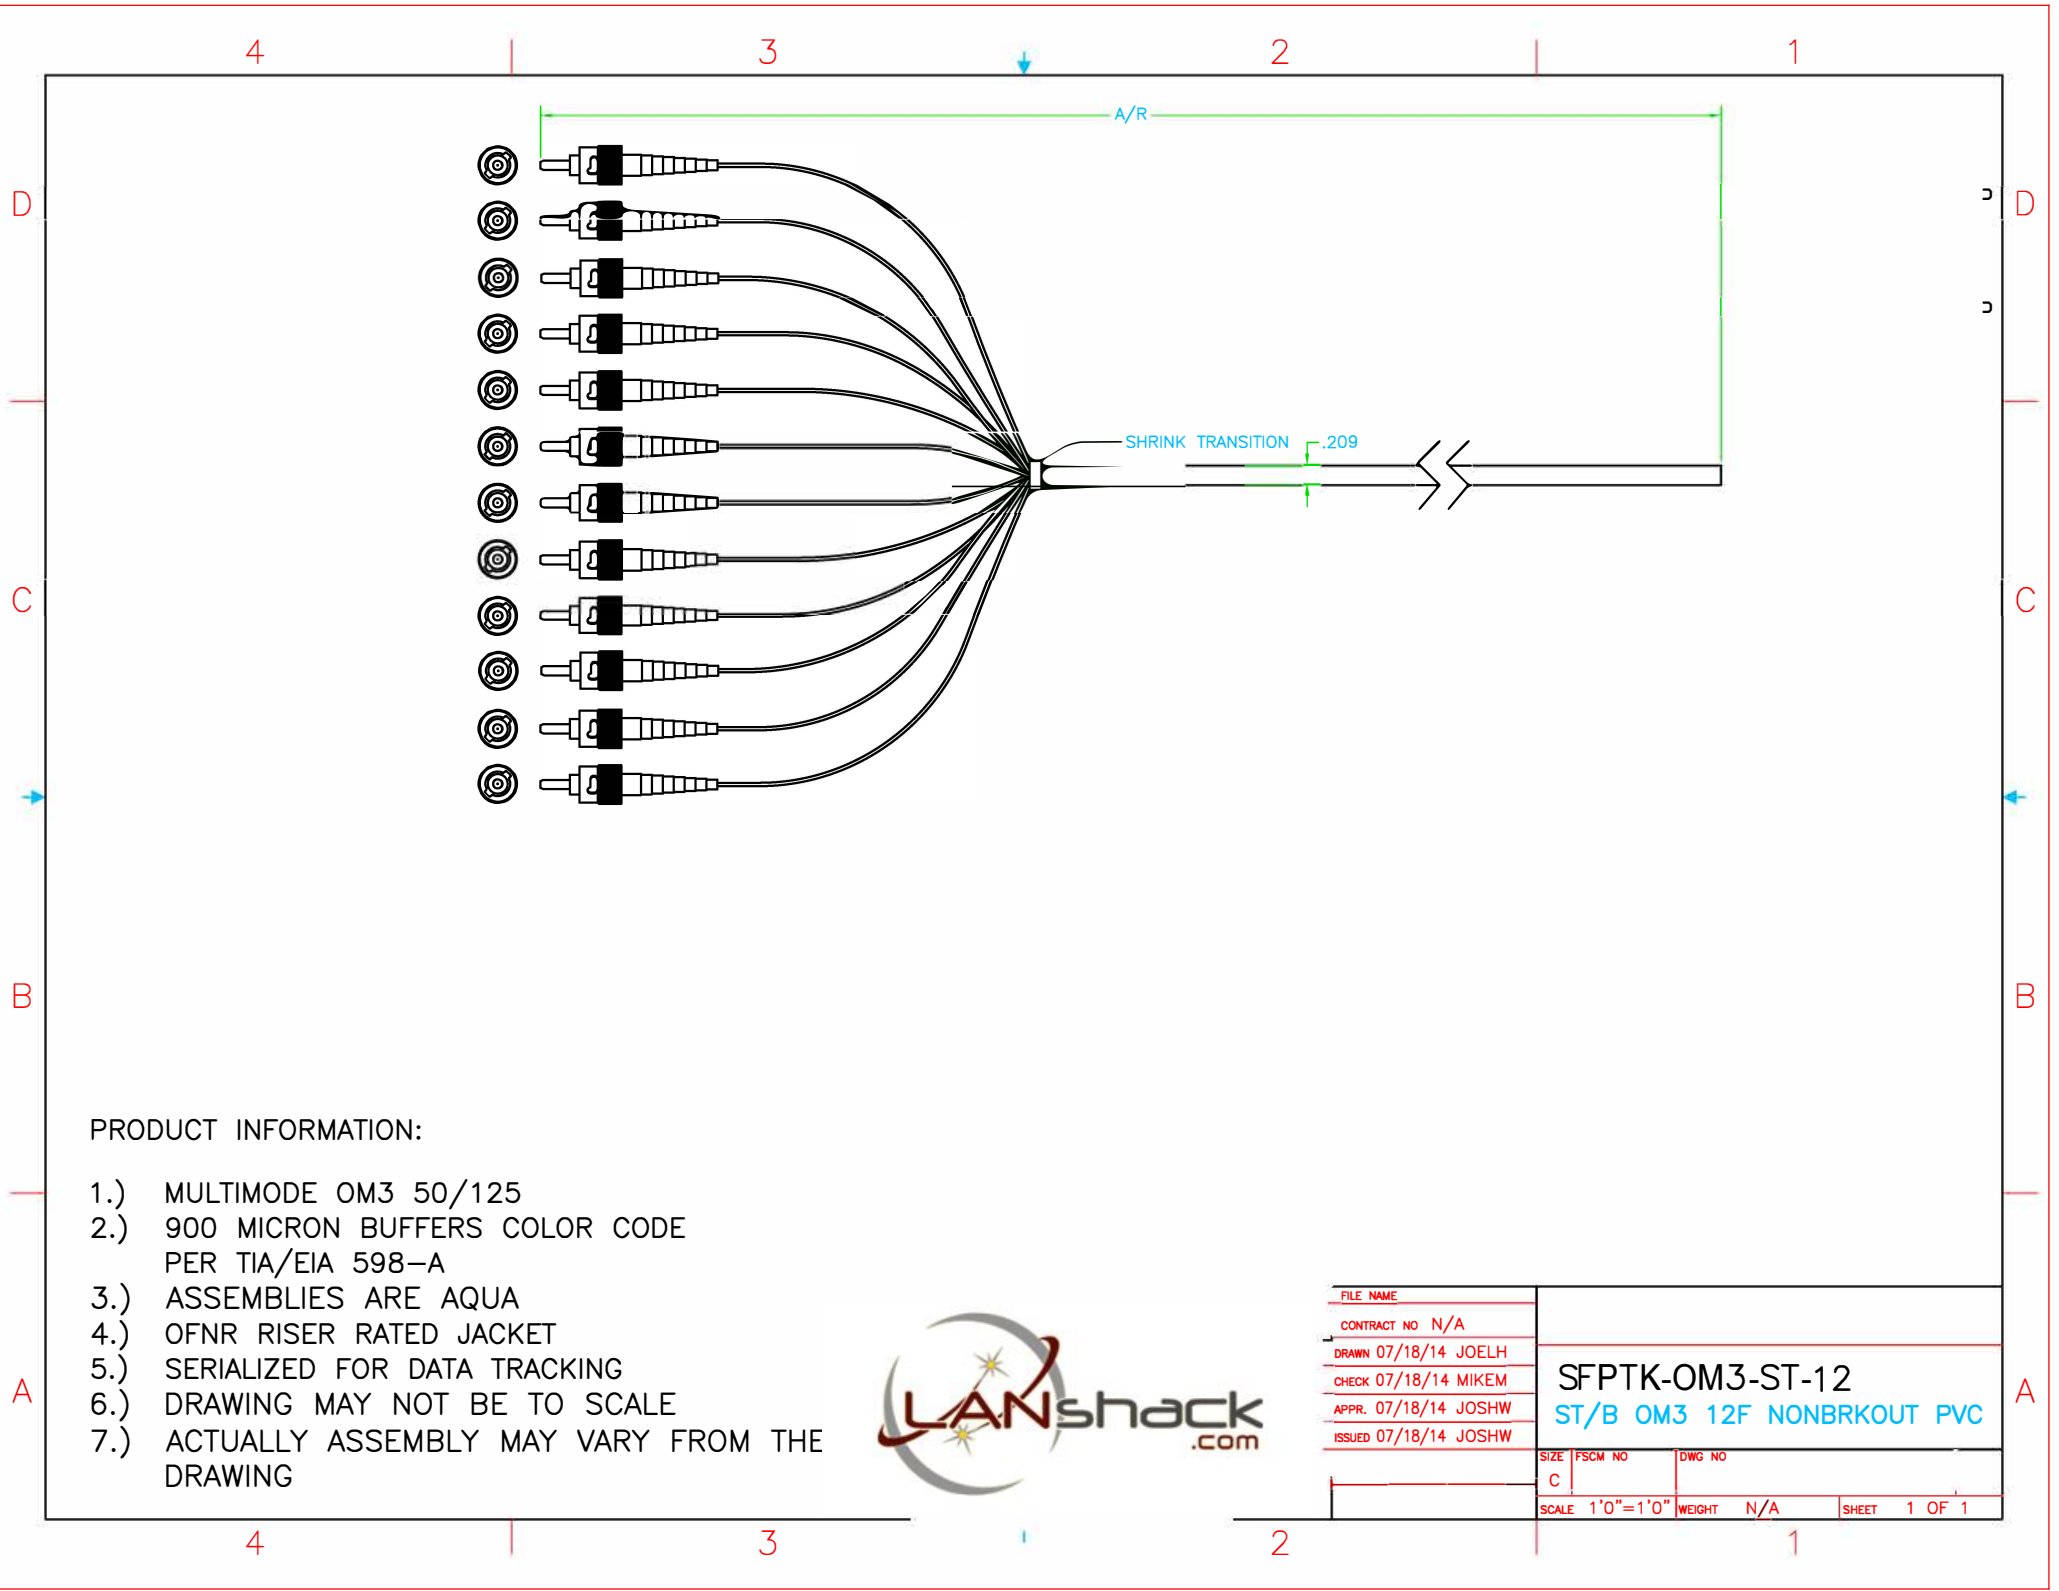 4 3 2 1
A/R
D D
SHRINK TRANSITION .209
C C
B B
PRODUCT INFORMATION:
1.) MULTIMODE OM3 50/125
2.) 900 MICRON BUFFERS COLOR CODE
PER TIA/EIA 598-A
3.) ASSEMBLIES ARE AQUA
4.) OFNR RISER RATED JACKET
5.) SERIALIZED FOR DATA TRACKING
6.) DRAWING MAY NOT BE TO SCALE
7.) ACTUALLY ASSEMBLY MAY VARY FROM THE
DRAWING
A A
LANshack
.com
FILE NAME
CONTRACT NO N/A
DRAWN 07/18/14 JOELH
CHECK 07/18/14 MIKEM
APPR. 07/18/14 JOSHW
ISSUED 07/18/14 JOSHW
SFPTK-OM3-ST-12
ST/B OM3 12F NONBRKOUT PVC
SIZE FSCM NO DWG NO
C
SCALE 1'0"=1'0" WEIGHT N/A SHEET 1 OF 1
4 3 2 1